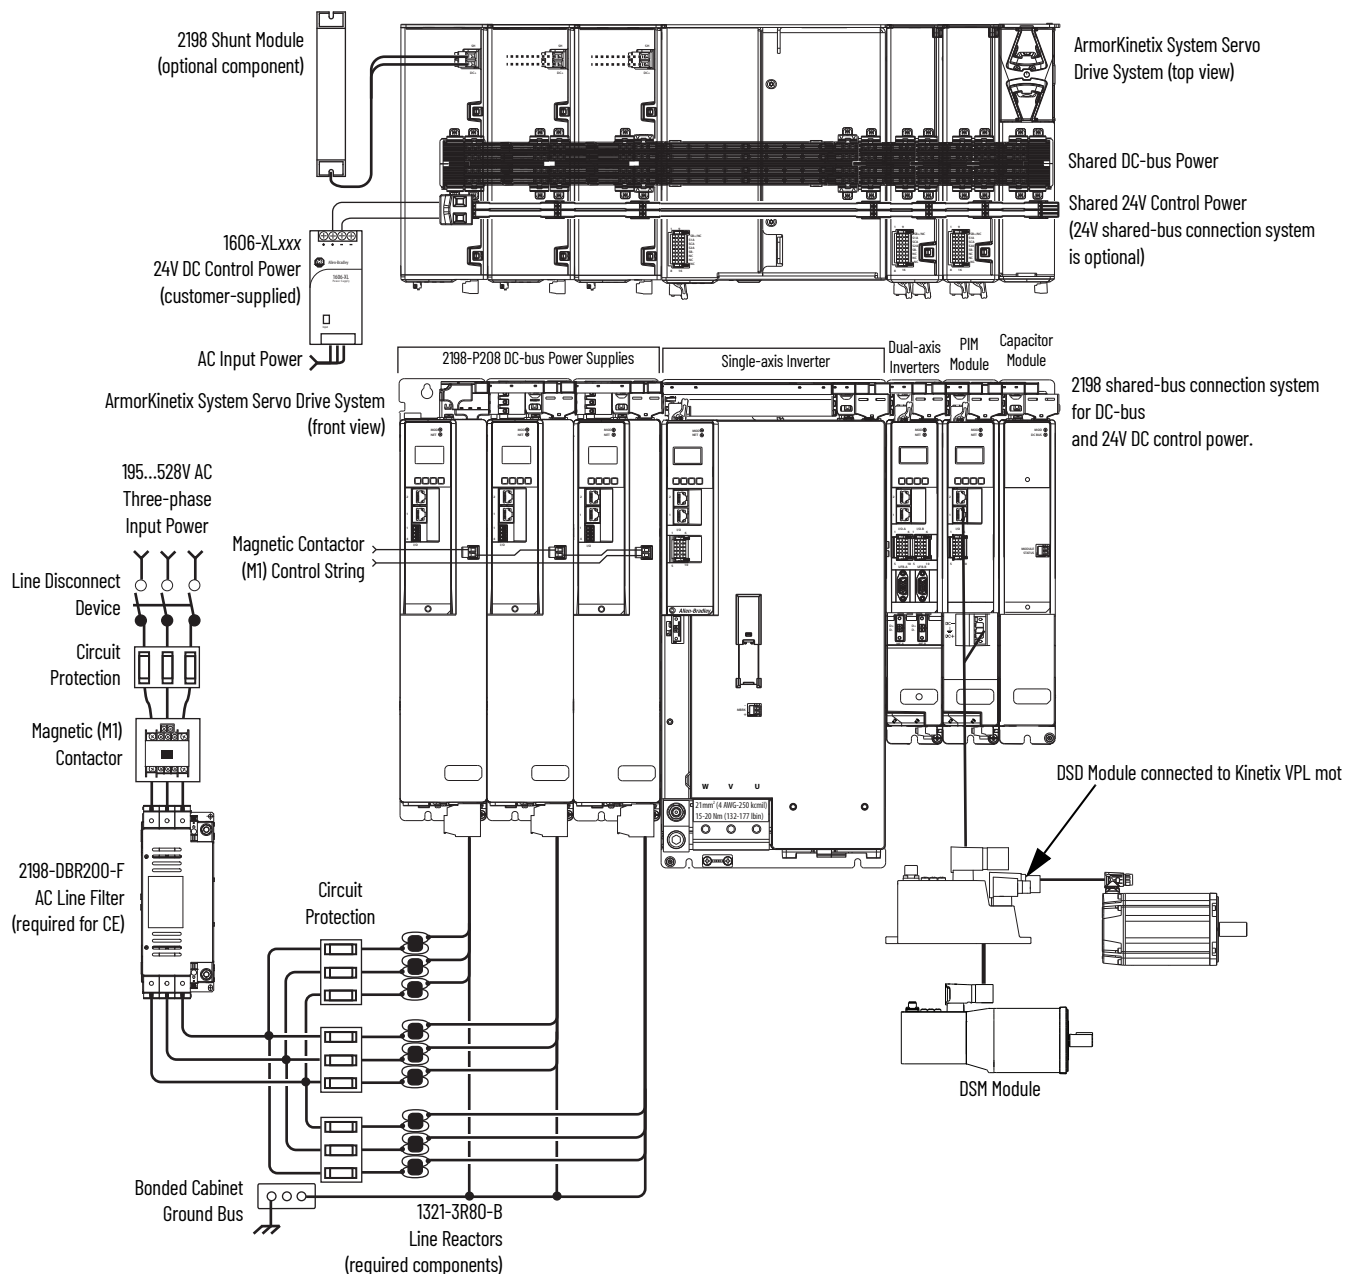 2198 Shunt Module
(optional component)
ArmorKinetix System Servo
Drive System (top view)
Shared DC-bus Power
Shared 24V Control Power
(24V shared-bus connection system
is optional)
1606-XLxxx
24V DC Control Power
(customer-supplied)
Allen-Bradley
1606-XL
AC Input Power
2198-P208 DC-bus Power Supplies
Single-axis Inverter
Dual-axis
Inverters
PIM
Module
Capacitor
Module
ArmorKinetix System Servo Drive System
(front view)
2198 shared-bus connection system
for DC-bus
and 24V DC control power.
195...528V AC
Three-phase
Input Power
Magnetic Contactor
(M1) Control String
Line Disconnect
Device
Allen-Bradley
Circuit
Protection
Magnetic (M1)
Contactor
W V U
21mm² (4 AWG-250 kcmil)
15-20 Nm (132-177 lbin)
DSD Module connected to Kinetix VPL mot
2198-DBR200-F
AC Line Filter
(required for CE)
Circuit
Protection
DSM Module
Bonded Cabinet
Ground Bus
1321-3R80-B
Line Reactors
(required components)